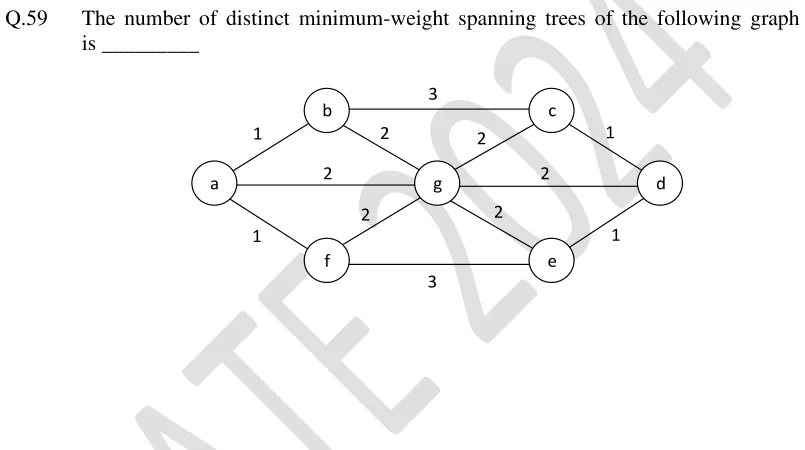 Q.59 The number of distinct minimum-weight spanning trees of the following graph
is _________
3
b c
1 2 2 1
2 2
a g d
2 2
1 1
f e
3